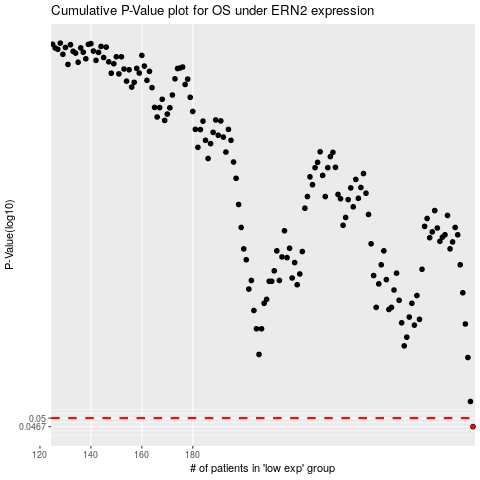 Cumulative P-Value plot for OS under ERN2 expression
P-Value(log10)
0.05
0.0467
120 140 160 180
# of patients in 'low exp' group